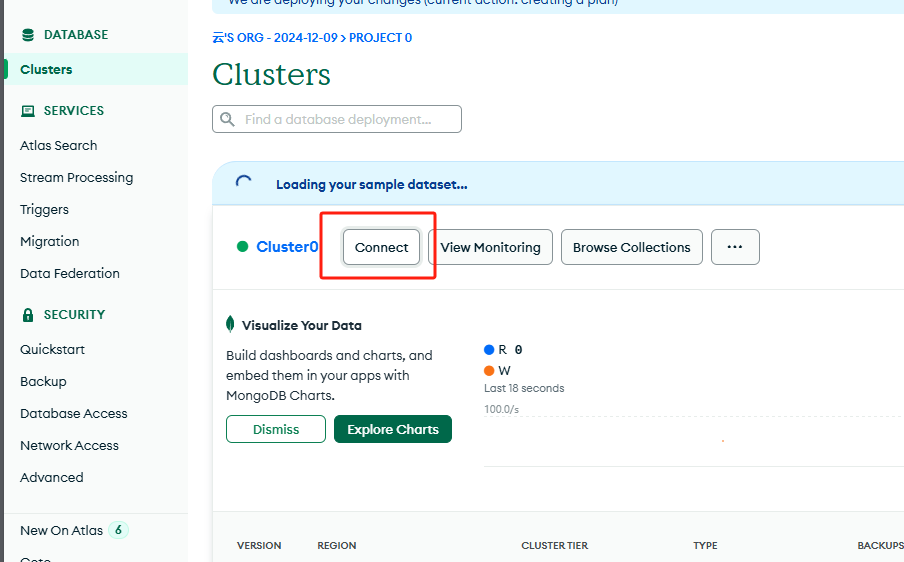 We are deploying your changes (current action: creating a plan)
DATABASE
Clusters
SERVICES
Atlas Search
Stream Processing
Triggers
Migration
Data Federation
SECURITY
Quickstart
Backup
Database Access
Network Access
Advanced
New On Atlas 6
Goto
云'S ORG - 2024-12-09 > PROJECT 0
Clusters
Find a database deployment...
Loading your sample dataset...
Cluster0 Connect View Monitoring Browse Collections ...
Visualize Your Data
Build dashboards and charts, and
embed them in your apps with
MongoDB Charts.
Dismiss Explore Charts
R 0
W
Last 18 seconds
100.0/s
VERSION REGION CLUSTER TIER TYPE BACKUPS